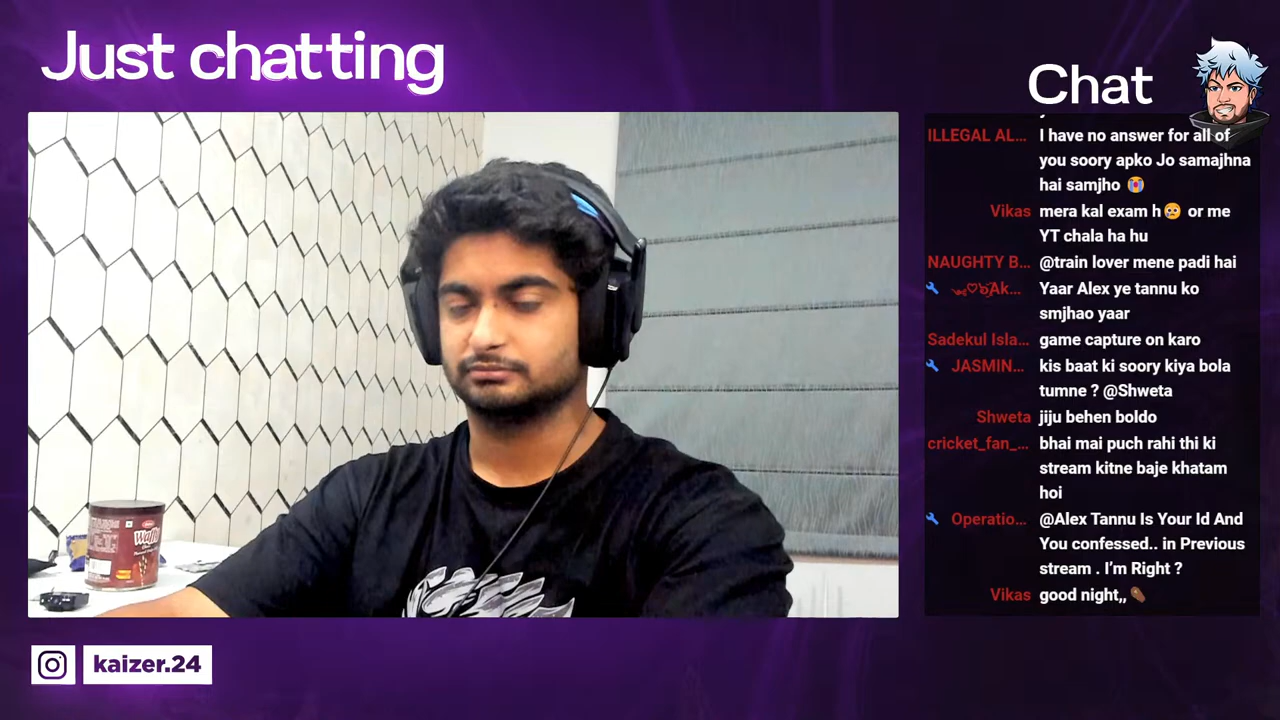 Just chatting
Chat
ILLEGAL AL... I have no answer for all of
you soory apko Jo samajhna
hai samjho 😭
Vikas mera kal exam h😢 or me
YT chala ha hu
NAUGHTY B... @train lover mene padi hai
Yaar Alex ye tannu ko
smjhao yaar
Sadekul Isla... game capture on karo
JASMIN... kis baat ki soory kiya bola
tumne ? @Shweta
Shweta jiju behen boldo
cricket_fan_... bhai mai puch rahi thi ki
stream kitne baje khatam
hoi
Operatio... @Alex Tannu Is Your Id And
You confessed.. in Previous
stream . I'm Right ?
Vikas good night,,
kaizer.24